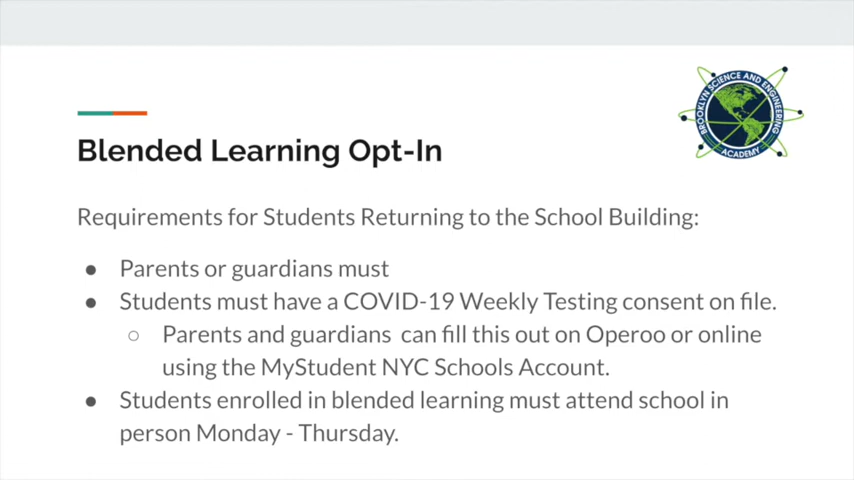 BROOKLYN SCIENCE AND ENGINEERING
ACADEMY
Blended Learning Opt-In
Requirements for Students Returning to the School Building:
● Parents or guardians must
● Students must have a COVID-19 Weekly Testing consent on file.
○ Parents and guardians can fill this out on Operoo or online
using the MyStudent NYC Schools Account.
● Students enrolled in blended learning must attend school in
person Monday - Thursday.